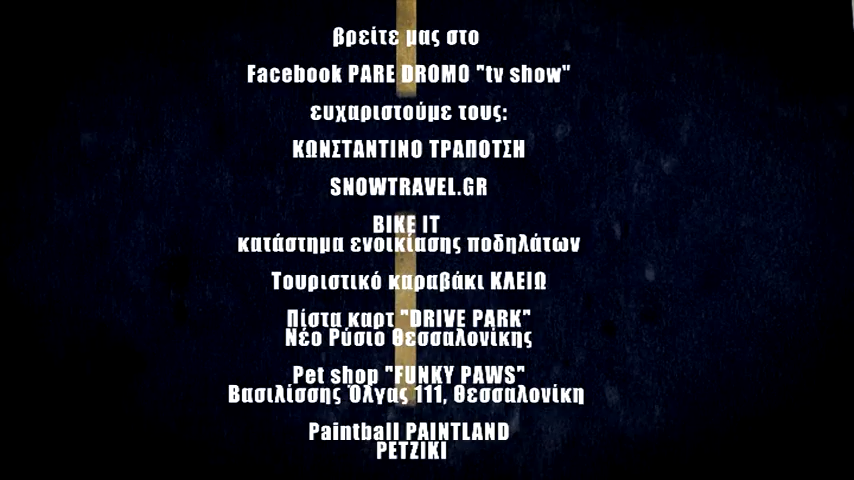 βρείτε μας στο
Facebook PARE DROMO "tv show"
ευχαριστούμε τους:
ΚΩΝΣΤΑΝΤΙΝΟ ΤΡΑΠΟΤΣΗ
SNOWTRAVEL.GR
BIKE IT
κατάστημα ενοικίασης ποδηλάτων
Τουριστικό καραβάκι ΚΛΕΙΩ
Πίστα καρτ "DRIVE PARK"
Νέο Ρύσιο Θεσσαλονίκης
Pet shop "FUNKY PAWS"
Βασιλίσσης Όλγας 111, Θεσσαλονίκη
Paintball PAINTLAND
ΡΕΤΖΙΚΙ